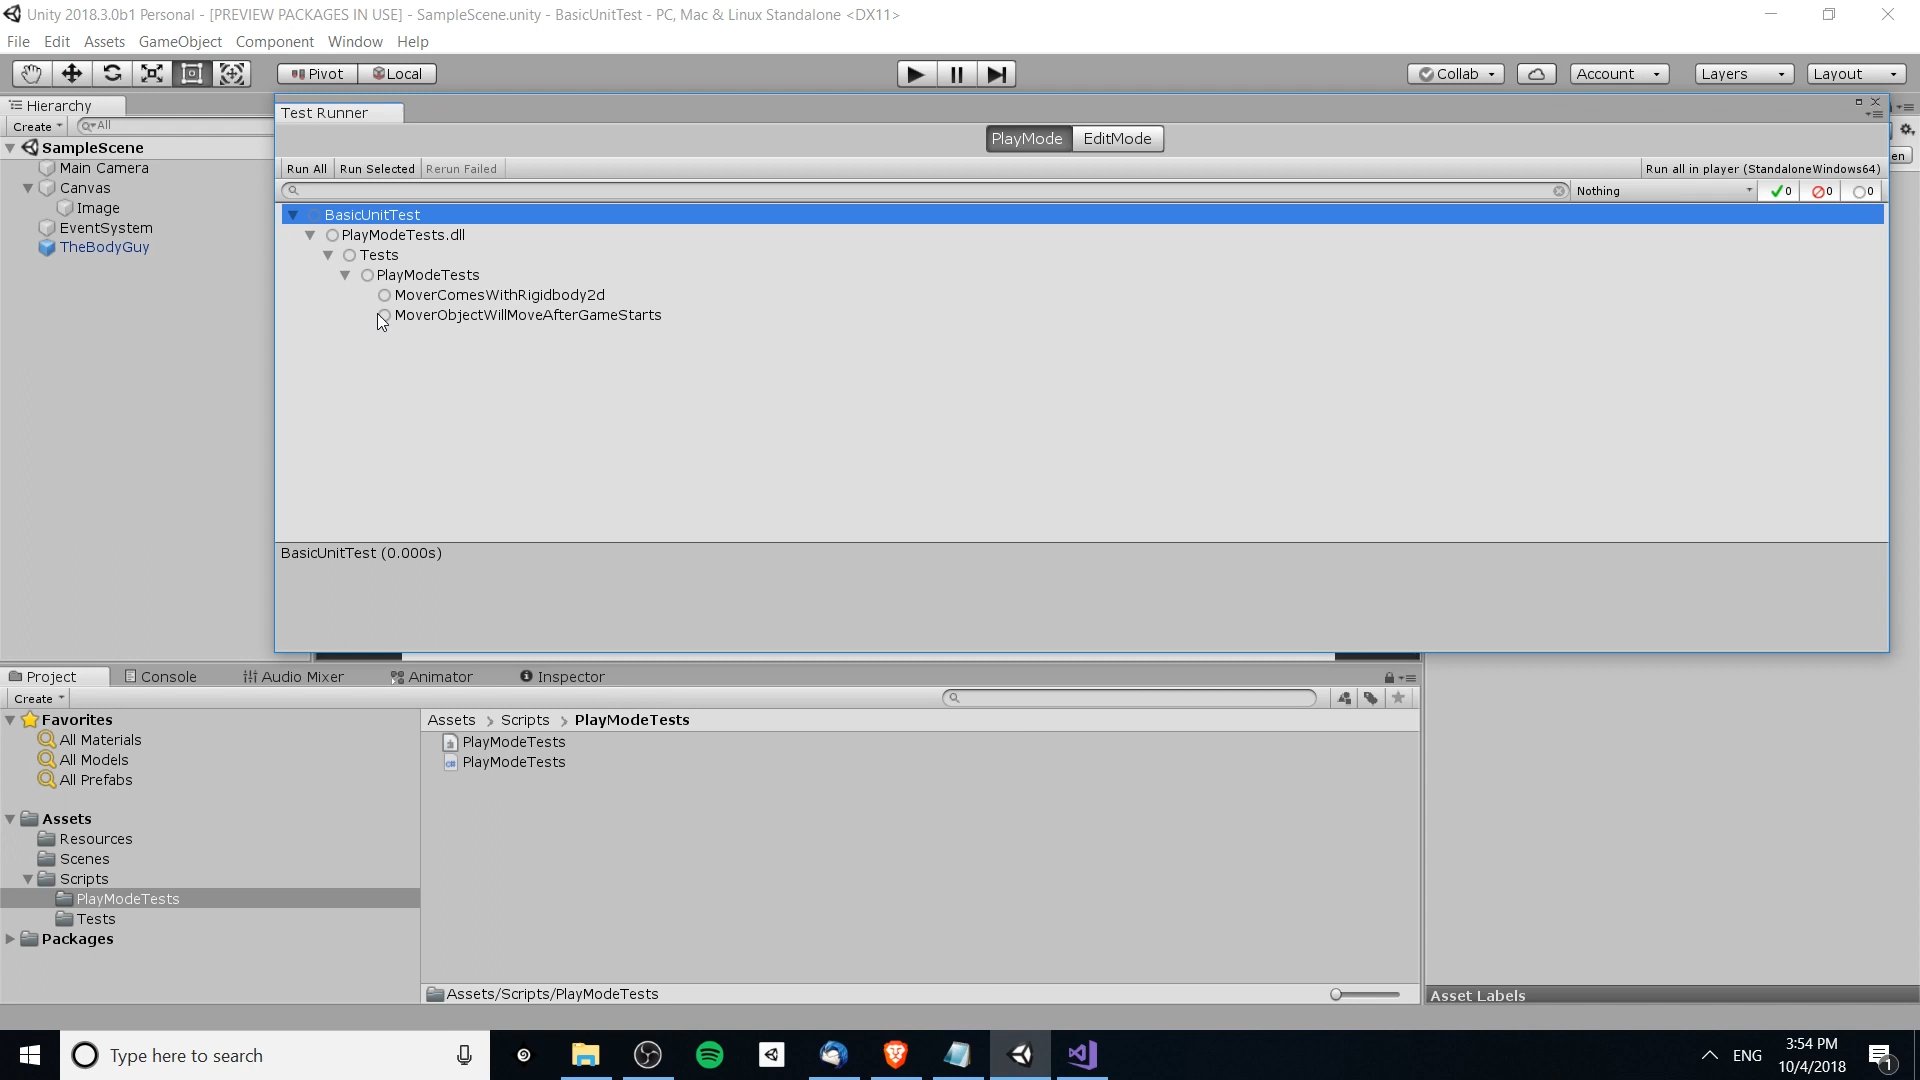 Unity 2018.3.0b1 Personal - [PREVIEW PACKAGES IN USE] - SampleScene.unity - BasicUnitTest - PC, Mac & Linux Standalone <DX11>
File Edit Assets GameObject Component Window Help
Pivot Local Collab Account Layers Layout
Hierarchy
Create All
SampleScene
Main Camera
Canvas
Image
EventSystem
TheBodyGuy
Test Runner
PlayMode EditMode
Run All Run Selected Rerun Failed Run all in player (StandaloneWindows64)
Nothing 0 0 0
en
BasicUnitTest
PlayModeTests.dll
Tests
PlayModeTests
MoverComesWithRigidbody2d
MoverObjectWillMoveAfterGameStarts
BasicUnitTest (0.000s)
Project Console Audio Mixer Animator Inspector
Create
Favorites
All Materials
All Models
All Prefabs
Assets
Resources
Scenes
Scripts
PlayModeTests
Tests
Packages
Assets > Scripts > PlayModeTests
PlayModeTests
PlayModeTests
Assets/Scripts/PlayModeTests
Asset Labels
Type here to search
ENG
3:54 PM
10/4/2018
1